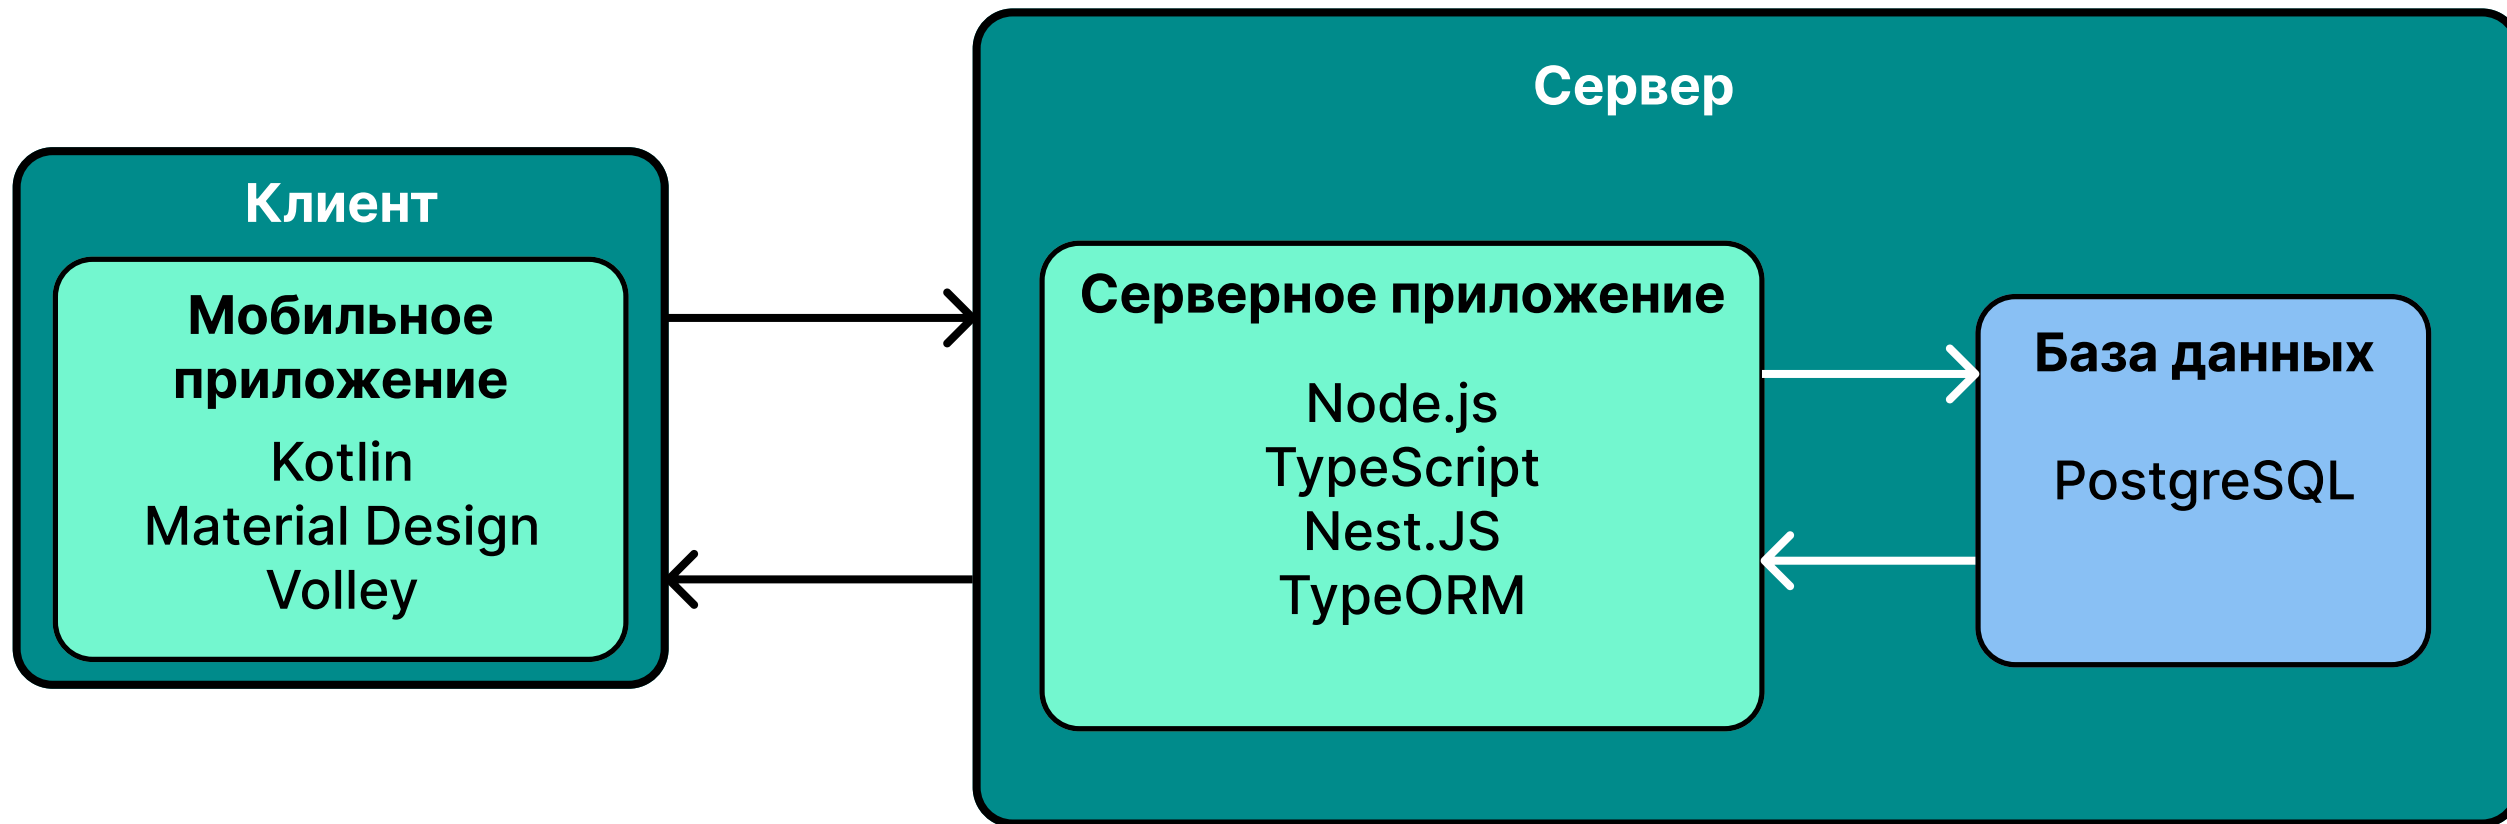 Клиент
Мобильное
приложение
Kotlin
Material Design
Volley
Сервер
Серверное приложение
Node.js
TypeScript
Nest.JS
TypeORM
База данных
PostgreSQL